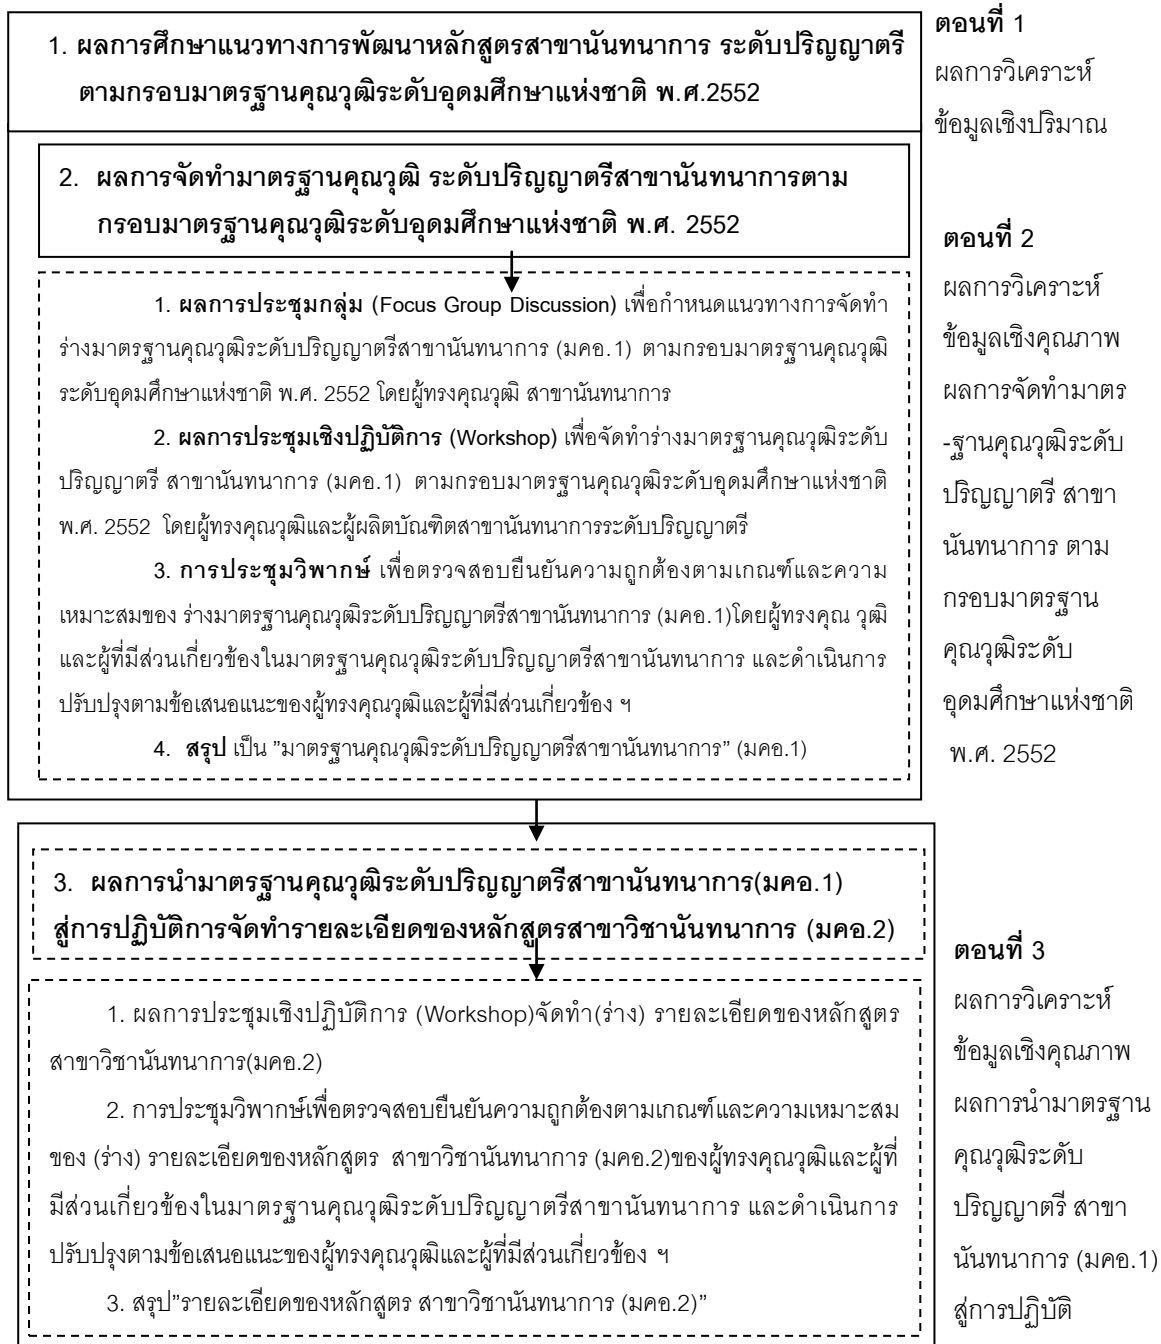 1. ผลการศึกษาแนวทางการพัฒนาหลักสูตรสาขานันทนาการ ระดับปริญญาตรี
ตามกรอบมาตรฐานคุณวุฒิระดับอุดมศึกษาแห่งชาติ พ.ศ.2552
ตอนที่ 1
ผลการวิเคราะห์
ข้อมูลเชิงปริมาณ
2. ผลการจัดทำมาตรฐานคุณวุฒิ ระดับปริญญาตรีสาขานันทนาการตาม
กรอบมาตรฐานคุณวุฒิระดับอุดมศึกษาแห่งชาติ พ.ศ. 2552
1. ผลการประชุมกลุ่ม (Focus Group Discussion) เพื่อกำหนดแนวทางการจัดทำ
ร่างมาตรฐานคุณวุฒิระดับปริญญาตรีสาขานันทนาการ (มคอ.1) ตามกรอบมาตรฐานคุณวุฒิ
ระดับอุดมศึกษาแห่งชาติ พ.ศ. 2552 โดยผู้ทรงคุณวุฒิ สาขานันทนาการ
2. ผลการประชุมเชิงปฏิบัติการ (Workshop) เพื่อจัดทำร่างมาตรฐานคุณวุฒิระดับ
ปริญญาตรี สาขานันทนาการ (มคอ.1) ตามกรอบมาตรฐานคุณวุฒิระดับอุดมศึกษาแห่งชาติ
พ.ศ. 2552 โดยผู้ทรงคุณวุฒิและผู้ผลิตบัณฑิตสาขานันทนาการระดับปริญญาตรี
3. การประชุมวิพากษ์ เพื่อตรวจสอบยืนยันความถูกต้องตามเกณฑ์และความ
เหมาะสมของ ร่างมาตรฐานคุณวุฒิระดับปริญญาตรีสาขานันทนาการ (มคอ.1)โดยผู้ทรงคุณ วุฒิ
และผู้ที่มีส่วนเกี่ยวข้องในมาตรฐานคุณวุฒิระดับปริญญาตรีสาขานันทนาการ และดำเนินการ
ปรับปรุงตามข้อเสนอแนะของผู้ทรงคุณวุฒิและผู้ที่มีส่วนเกี่ยวข้อง ฯ
4. สรุป เป็น "มาตรฐานคุณวุฒิระดับปริญญาตรีสาขานันทนาการ" (มคอ.1)
ตอนที่ 2
ผลการวิเคราะห์
ข้อมูลเชิงคุณภาพ
ผลการจัดทำมาตร
-ฐานคุณวุฒิระดับ
ปริญญาตรี สาขา
นันทนาการ ตาม
กรอบมาตรฐาน
คุณวุฒิระดับ
อุดมศึกษาแห่งชาติ
พ.ศ. 2552
3. ผลการนำมาตรฐานคุณวุฒิระดับปริญญาตรีสาขานันทนาการ(มคอ.1)
สู่การปฏิบัติการจัดทำรายละเอียดของหลักสูตรสาขาวิชานันทนาการ (มคอ.2)
1. ผลการประชุมเชิงปฏิบัติการ (Workshop)จัดทำ(ร่าง) รายละเอียดของหลักสูตร
สาขาวิชานันทนาการ(มคอ.2)
2. การประชุมวิพากษ์เพื่อตรวจสอบยืนยันความถูกต้องตามเกณฑ์และความเหมาะสม
ของ (ร่าง) รายละเอียดของหลักสูตร สาขาวิชานันทนาการ (มคอ.2)ของผู้ทรงคุณวุฒิและผู้ที่
มีส่วนเกี่ยวข้องในมาตรฐานคุณวุฒิระดับปริญญาตรีสาขานันทนาการ และดำเนินการ
ปรับปรุงตามข้อเสนอแนะของผู้ทรงคุณวุฒิและผู้ที่มีส่วนเกี่ยวข้อง ฯ
3. สรุป"รายละเอียดของหลักสูตร สาขาวิชานันทนาการ (มคอ.2)"
ตอนที่ 3
ผลการวิเคราะห์
ข้อมูลเชิงคุณภาพ
ผลการนำมาตรฐาน
คุณวุฒิระดับ
ปริญญาตรี สาขา
นันทนาการ (มคอ.1)
สู่การปฏิบัติ